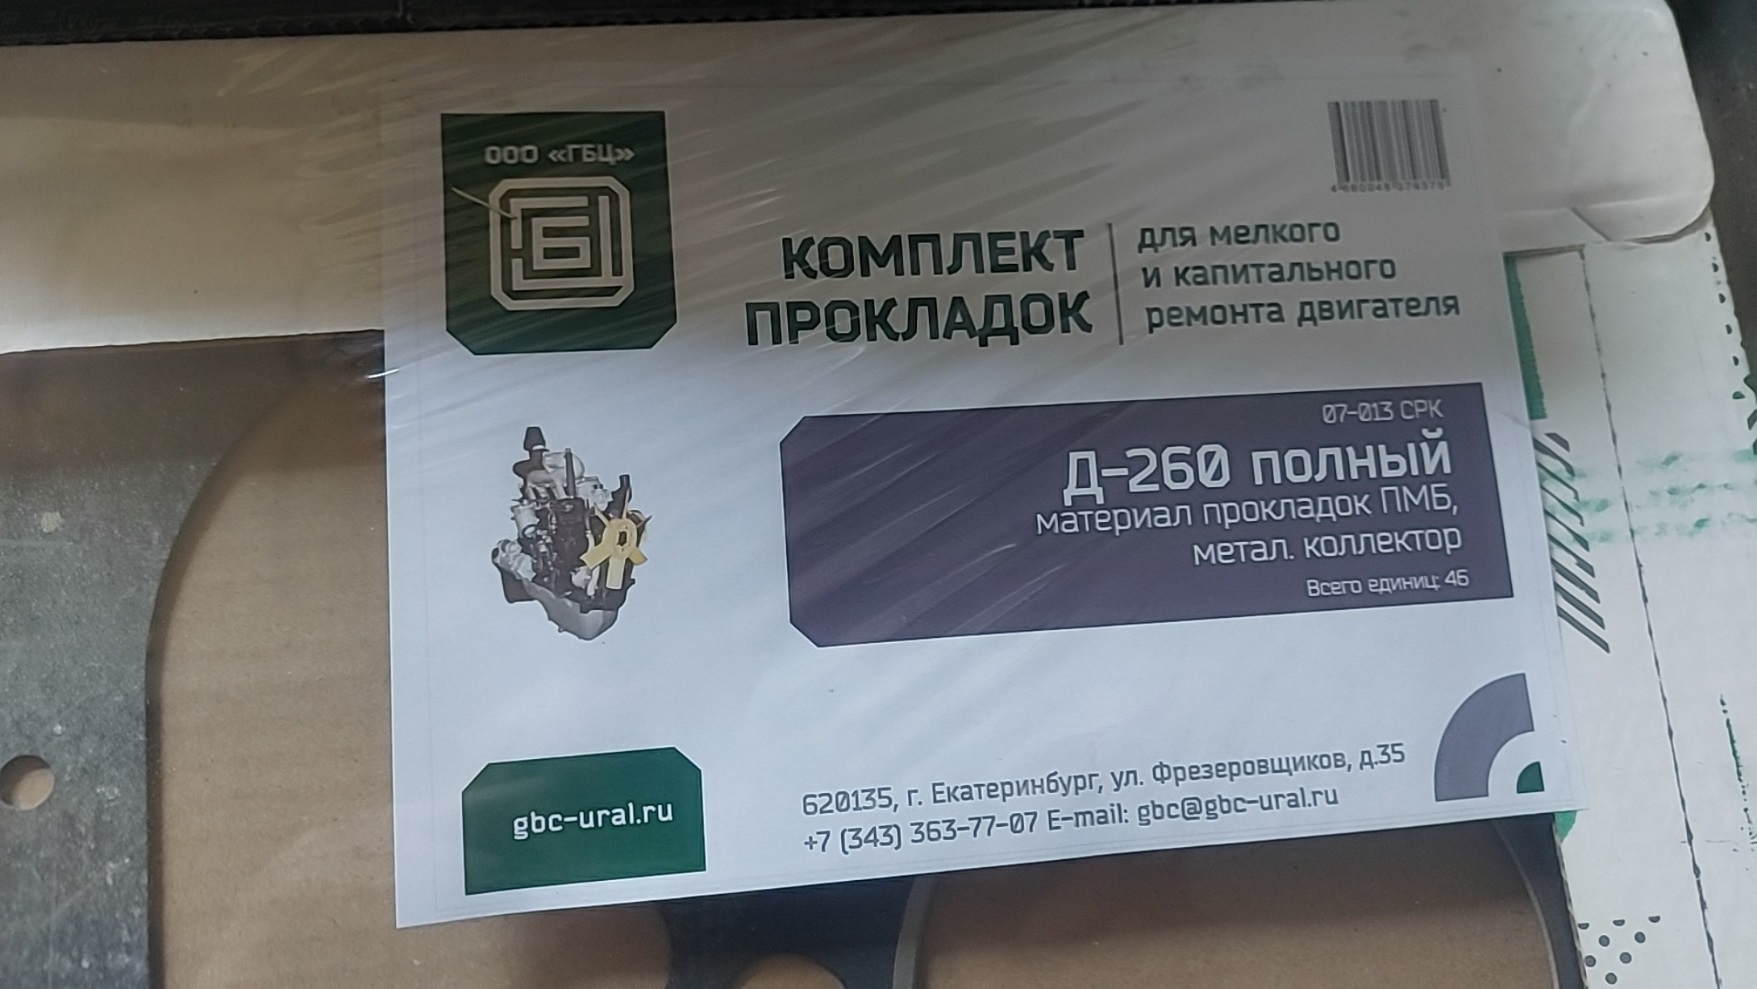 ООО «ГБЦ»
КОМПЛЕКТ
ПРОКЛАДОК
для мелкого
и капитального
ремонта двигателя
07-013 СРК
Д-260 ПОЛНЫЙ
материал прокладок ПМБ,
метал. коллектор
Всего единиц: 46
gbc-ural.ru
620135, г. Екатеринбург, ул. Фрезеровщиков, д.35
+7 (343) 363-77-07 E-mail: gbc@gbc-ural.ru